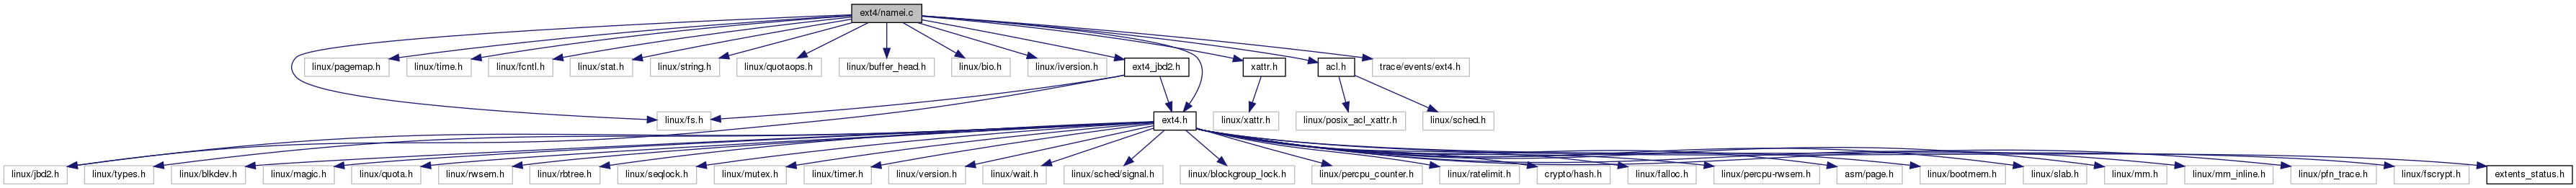 ext4/namei.c
linux/pagemap.h
linux/time.h
linux/fcntl.h
linux/stat.h
linux/string.h
linux/quotaops.h
linux/buffer_head.h
linux/bio.h
linux/iversion.h
ext4_jbd2.h
xattr.h
acl.h
trace/events/ext4.h
linux/fs.h
ext4.h
linux/xattr.h
linux/posix_acl_xattr.h
linux/sched.h
linux/jbd2.h
linux/types.h
linux/blkdev.h
linux/magic.h
linux/quota.h
linux/rwsem.h
linux/rbtree.h
linux/seqlock.h
linux/mutex.h
linux/timer.h
linux/version.h
linux/wait.h
linux/sched/signal.h
linux/blockgroup_lock.h
linux/percpu_counter.h
linux/ratelimit.h
crypto/hash.h
linux/falloc.h
linux/percpu-rwsem.h
asm/page.h
linux/bootmem.h
linux/slab.h
linux/mm.h
linux/mm_inline.h
linux/pfn_trace.h
linux/fscrypt.h
extents_status.h